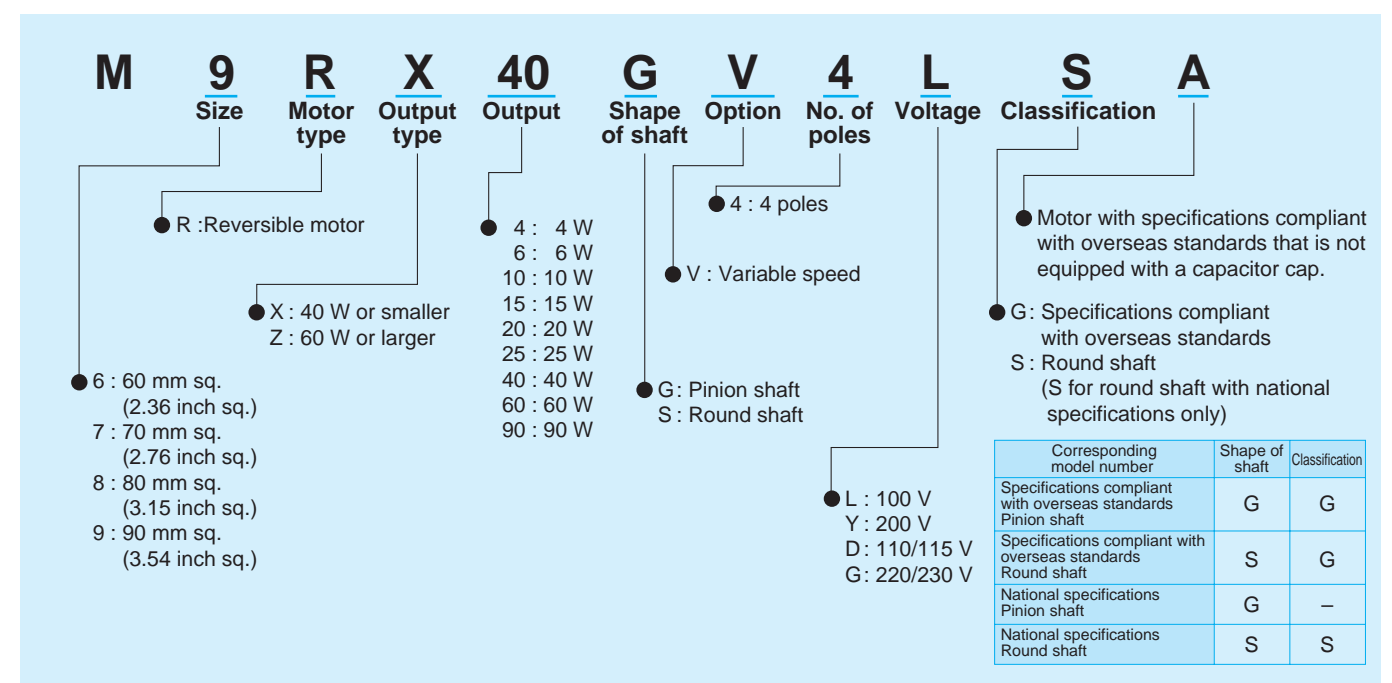 M 9 R X 40 G V 4 L S A
Size Motor type Output type Output Shape of shaft Option No. of poles Voltage Classification
R :Reversible motor
4 : 4 poles
4 : 4 W
6 : 6 W
10 : 10 W
15 : 15 W
20 : 20 W
25 : 25 W
40 : 40 W
60 : 60 W
90 : 90 W
Motor with specifications compliant
with overseas standards that is not
equipped with a capacitor cap.
V : Variable speed
X : 40 W or smaller
Z : 60 W or larger
G : Specifications compliant
with overseas standards
S : Round shaft
(S for round shaft with national
specifications only)
6 : 60 mm sq.
(2.36 inch sq.)
7 : 70 mm sq.
(2.76 inch sq.)
8 : 80 mm sq.
(3.15 inch sq.)
9 : 90 mm sq.
(3.54 inch sq.)
G : Pinion shaft
S : Round shaft
L : 100 V
Y : 200 V
D : 110/115 V
G : 220/230 V
Corresponding model number Shape of shaft Classification
Specifications compliant
with overseas standards
Pinion shaft G G
Specifications compliant with
overseas standards
Round shaft S G
National specifications
Pinion shaft G –
National specifications
Round shaft S S